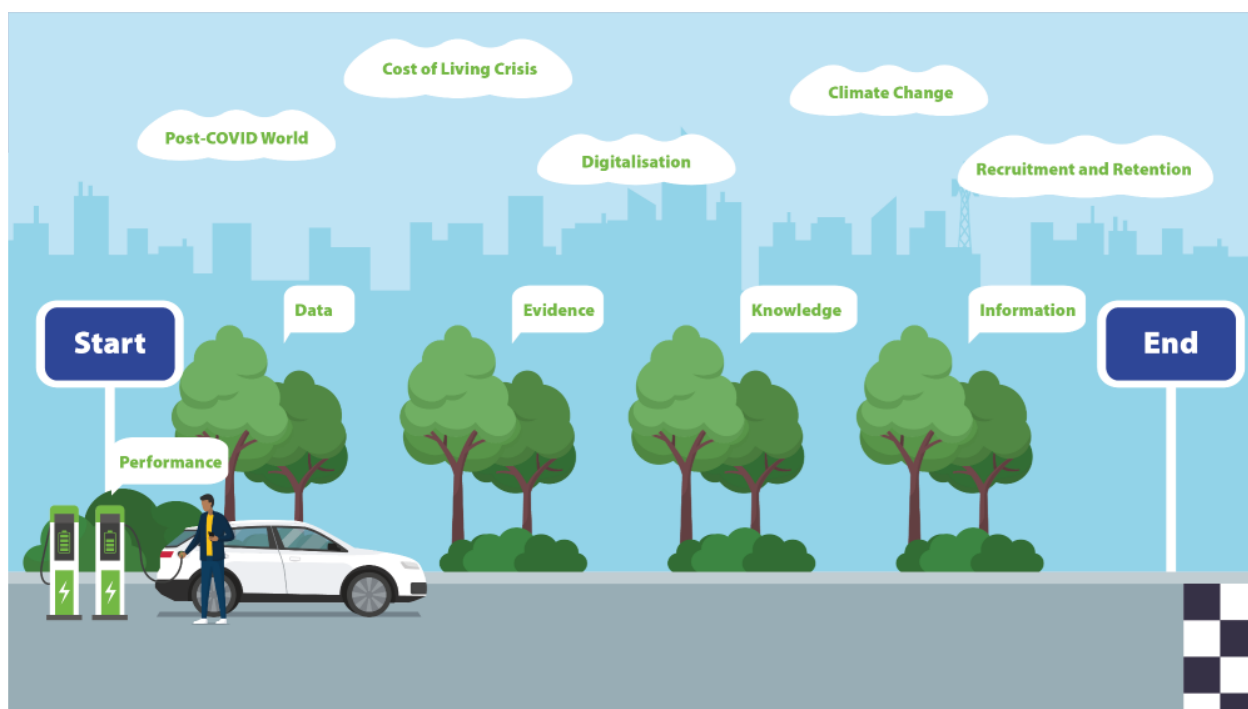 Cost of Living Crisis
Climate Change
Post-COVID World
Digitalisation
Recruitment and Retention
Data
Evidence
Knowledge
Information
Start
End
Performance